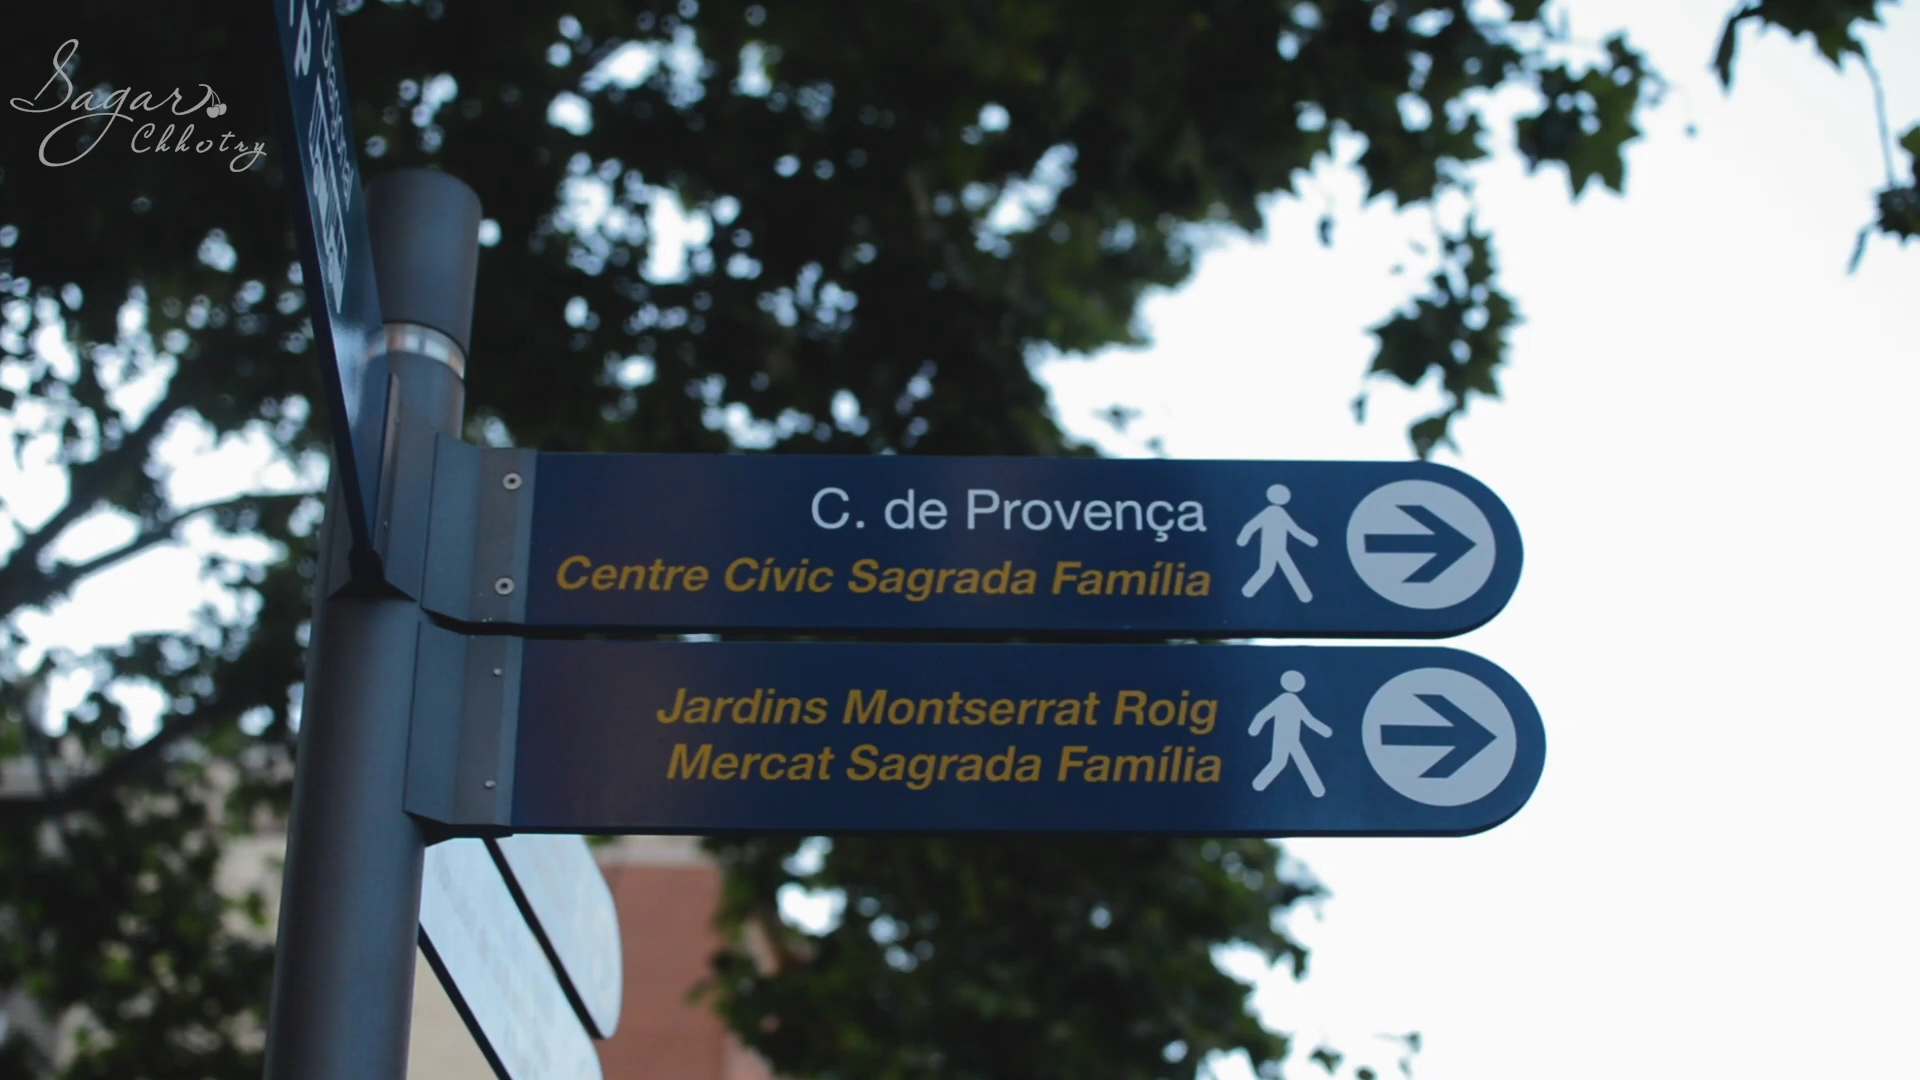 Sagar
Chhotry
C. de Provença
Centre Cívic Sagrada Família
Jardins Montserrat Roig
Mercat Sagrada Família